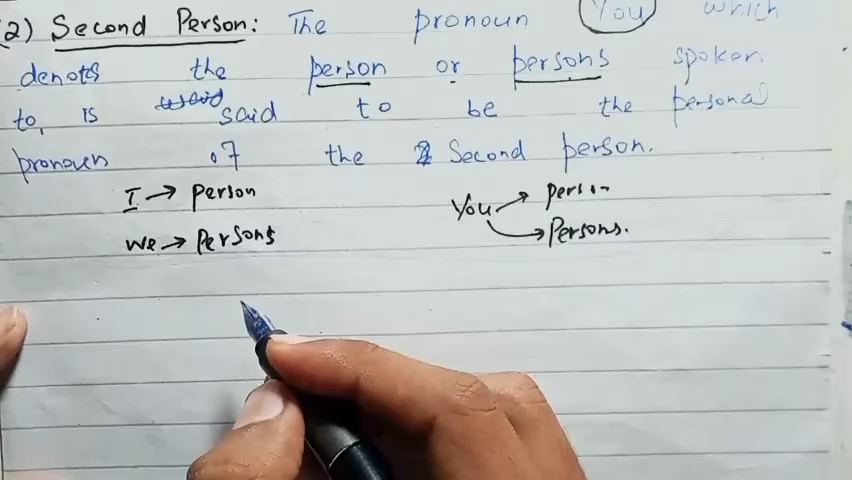 (2) Second Person: The pronoun You which
denots the person or persons spoken
to, is said to be the personal
pronoun of the Second person.
I → Person You → person
we → Persons → Persons.